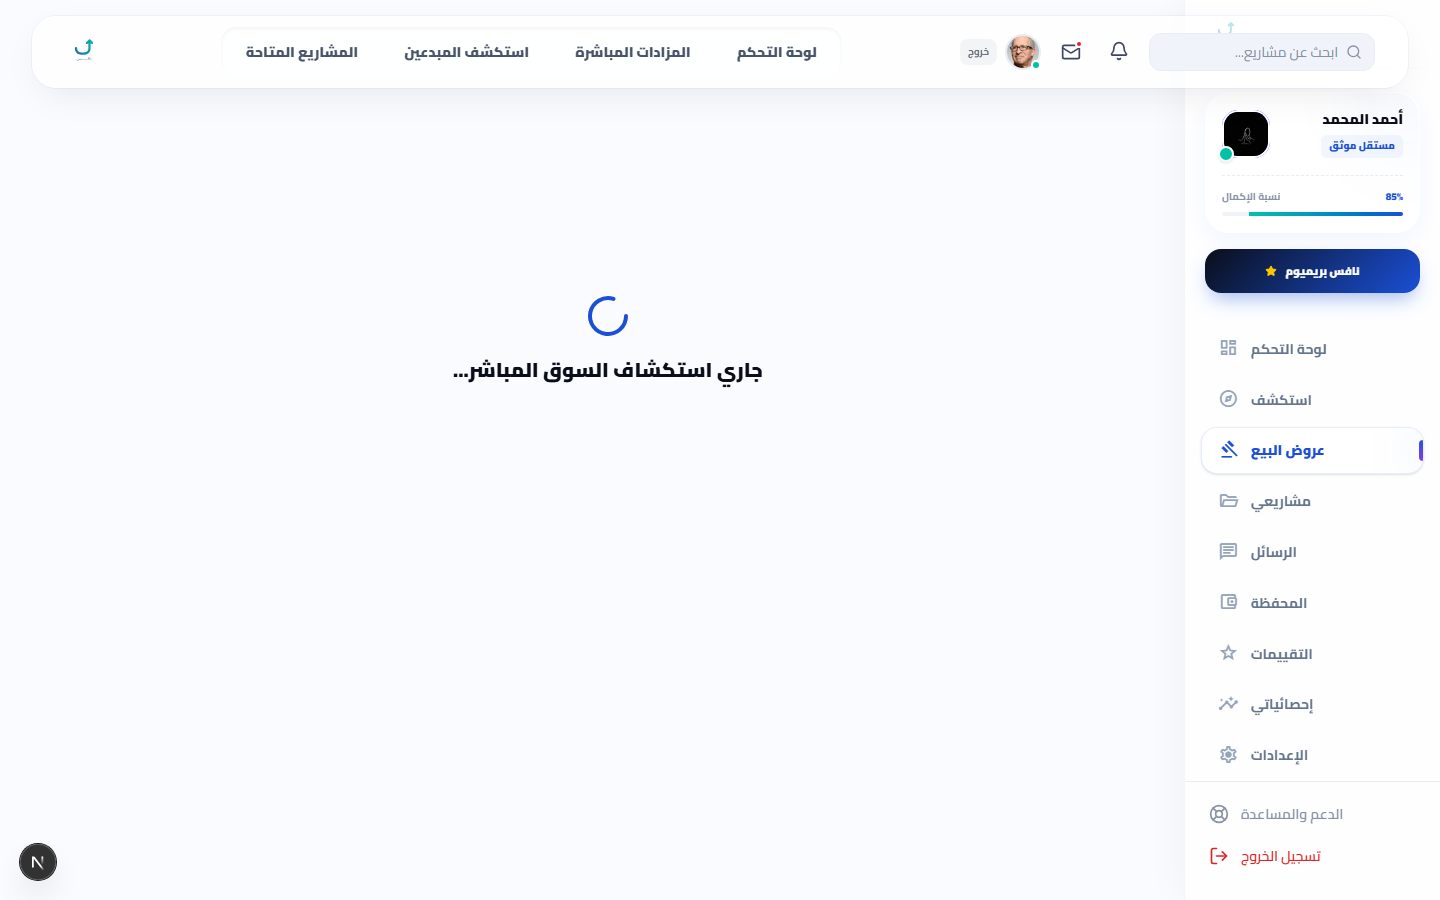 ابحث عن مشاريع...
خروج
لوحة التحكم
المزادات المباشرة
استكشف المبدعين
المشاريع المتاحة
أحمد المحمد
مستقل موثق
85%
نسبة الإكمال
نافس بريميوم
لوحة التحكم
استكشف
عروض البيع
مشاريعي
الرسائل
المحفظة
التقييمات
إحصائياتي
الإعدادات
الدعم والمساعدة
تسجيل الخروج
جاري استكشاف السوق المباشر...
N